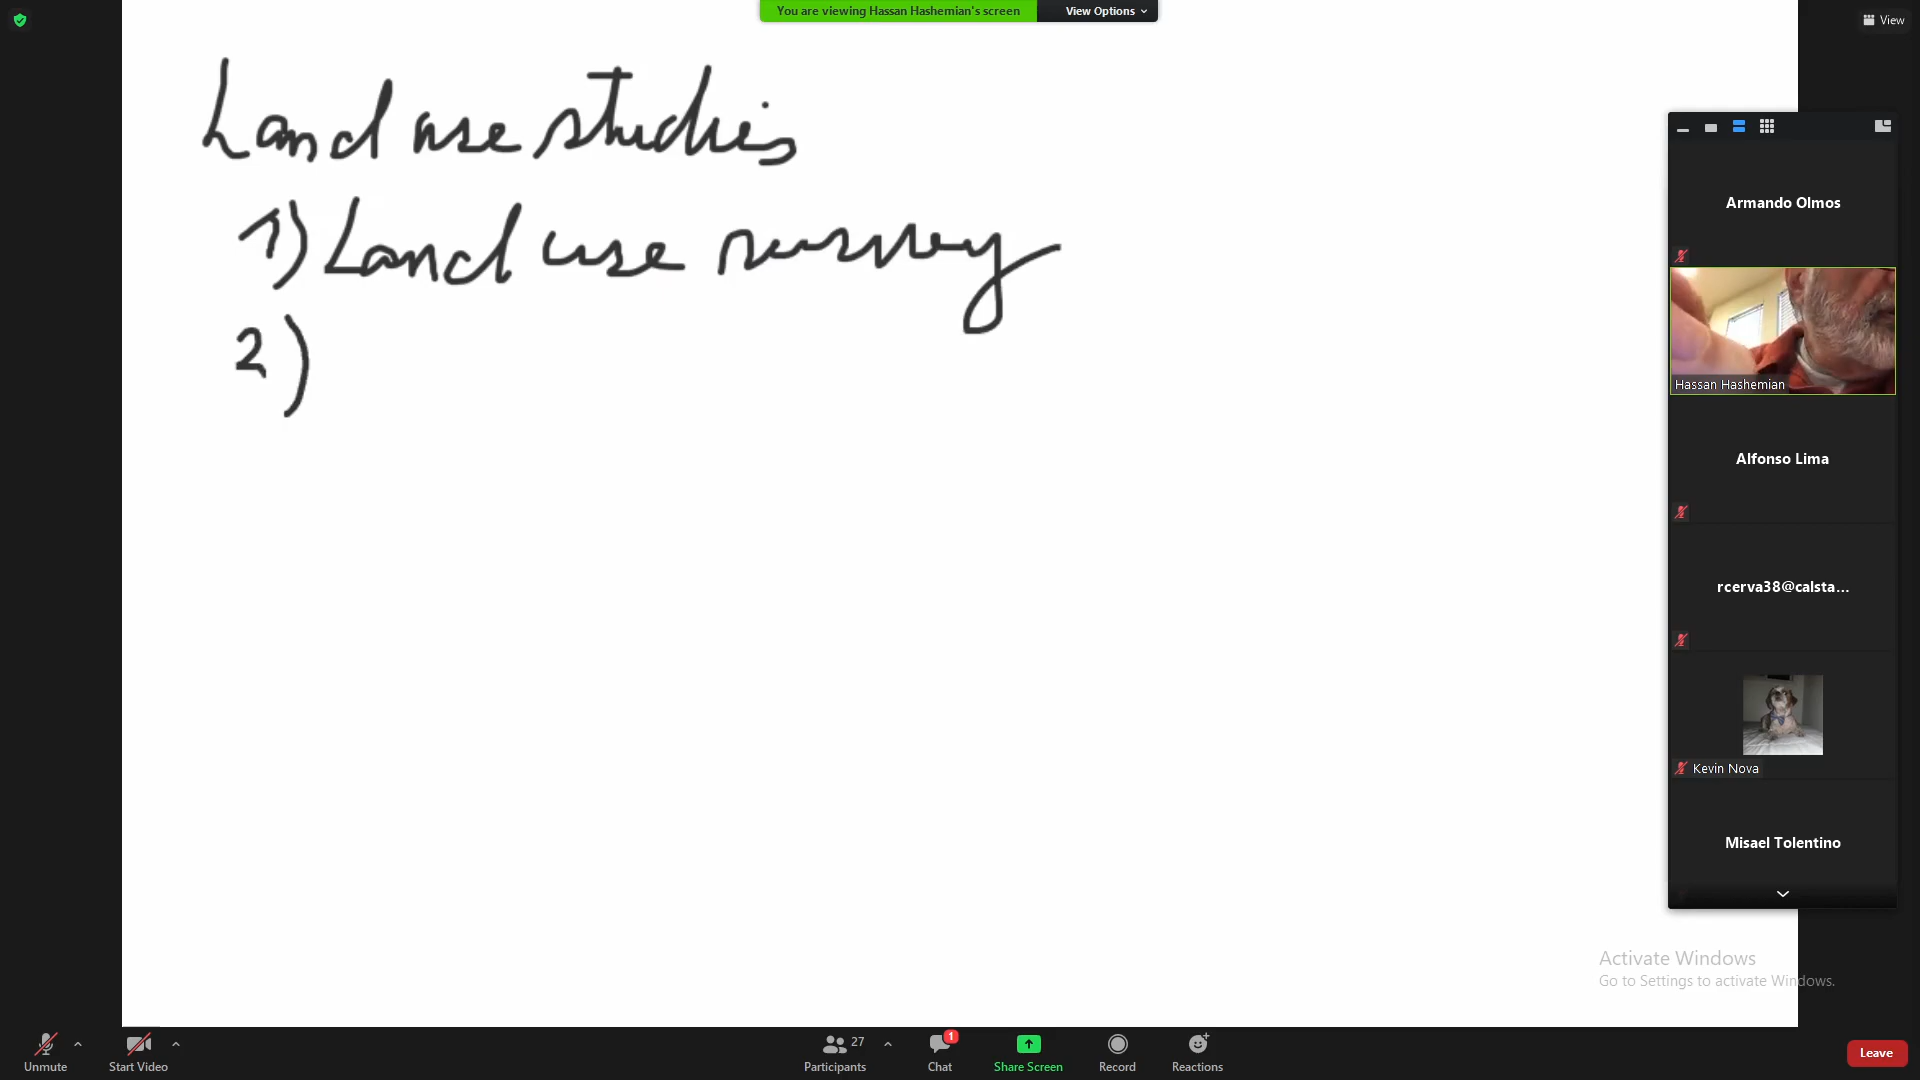 You are viewing Hassan Hashemian's screen
View Options
View
Land use studies
1) Land use survey
2)
Armando Olmos
Hassan Hashemian
Alfonso Lima
rcerva38@calsta...
Kevin Nova
Misael Tolentino
Activate Windows
Go to Settings to activate Windows.
Unmute
Start Video
27
Participants
1
Chat
Share Screen
Record
Reactions
Leave